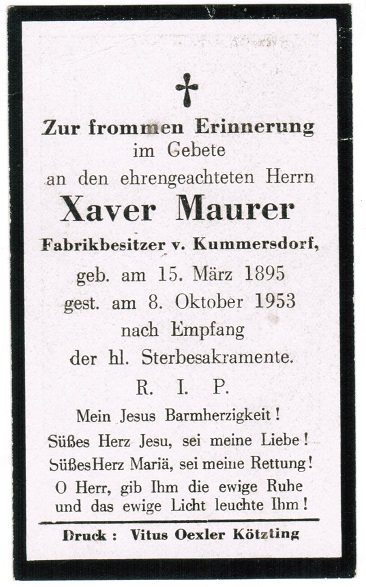 Zur frommen Erinnerung
im Gebete
an den ehrengeachteten Herrn
Xaver Maurer
Fabrikbesitzer v. Kummersdorf,
geb. am 15. März 1895
gest. am 8. Oktober 1953
nach Empfang
der hl. Sterbesakramente.
R. I. P.
Mein Jesus Barmherzigkeit!
Süßes Herz Jesu, sei meine Liebe!
Süßes Herz Mariä, sei meine Rettung!
O Herr, gib Ihm die ewige Ruhe
und das ewige Licht leuchte Ihm!
Druck: Vitus Oexler Kötzting